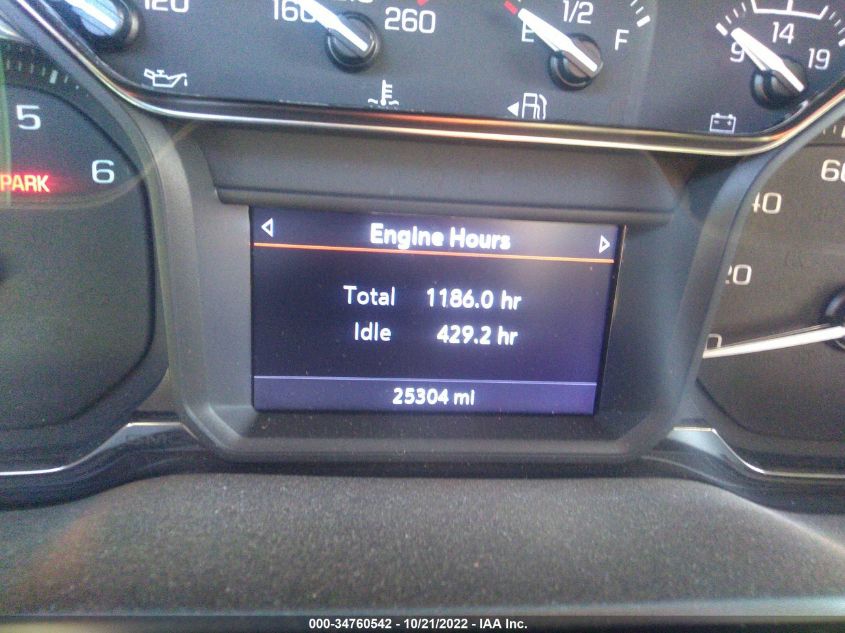 120
160
260
E 1/2 F
9 14 19
5
6
PARK
60
40
20
0
Engine Hours
Total 1186.0 hr
Idle 429.2 hr
25304 mi
000-34760542 - 10/21/2022 - IAA Inc.